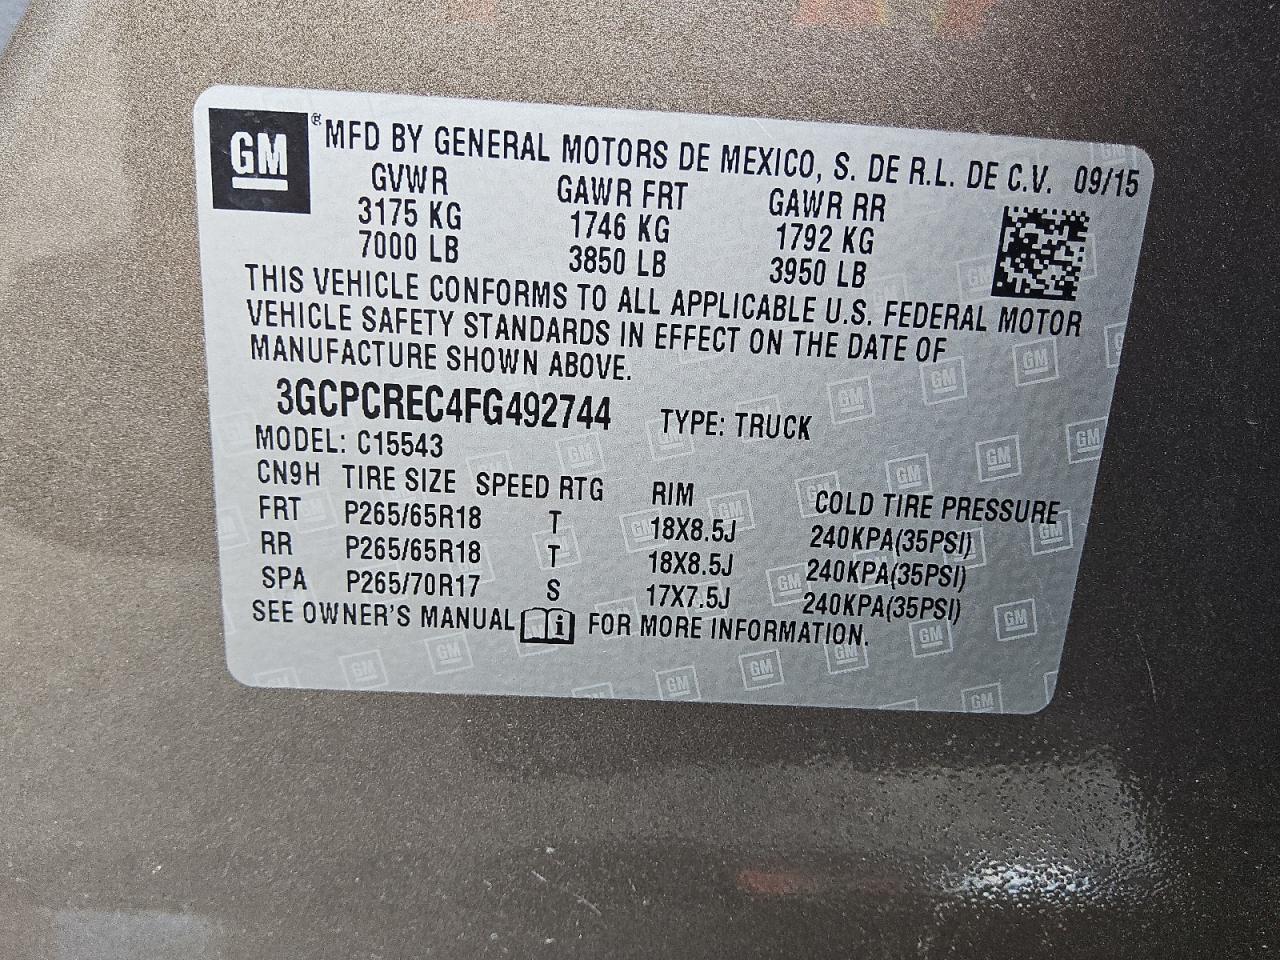 GM ® MFD BY GENERAL MOTORS DE MEXICO, S. DE R.L. DE C.V. 09/15
GVWR GAWR FRT GAWR RR
3175 KG 1746 KG 1792 KG
7000 LB 3850 LB 3950 LB
THIS VEHICLE CONFORMS TO ALL APPLICABLE U.S. FEDERAL MOTOR
VEHICLE SAFETY STANDARDS IN EFFECT ON THE DATE OF
MANUFACTURE SHOWN ABOVE.
3GCPCREC4FG492744 TYPE: TRUCK
MODEL: C15543
CN9H TIRE SIZE SPEED RTG RIM COLD TIRE PRESSURE
FRT P265/65R18 T 18X8.5J 240KPA(35PSI)
RR P265/65R18 T 18X8.5J 240KPA(35PSI)
SPA P265/70R17 S 17X7.5J 240KPA(35PSI)
SEE OWNER'S MANUAL i FOR MORE INFORMATION.